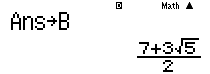 D Math ▲
Ans→B
7+3√5
2